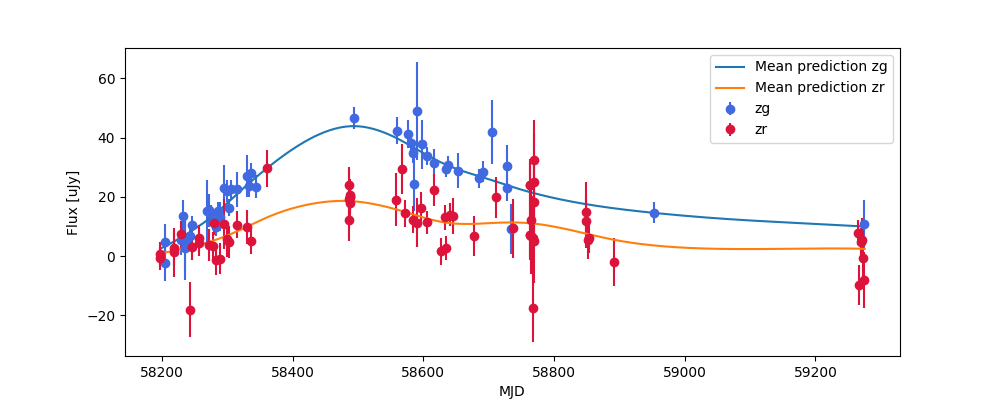 Mean prediction zg
Mean prediction zr
zg
zr
60
40
20
0
−20
Flux [uJy]
58200
58400
58600
58800
59000
59200
MJD